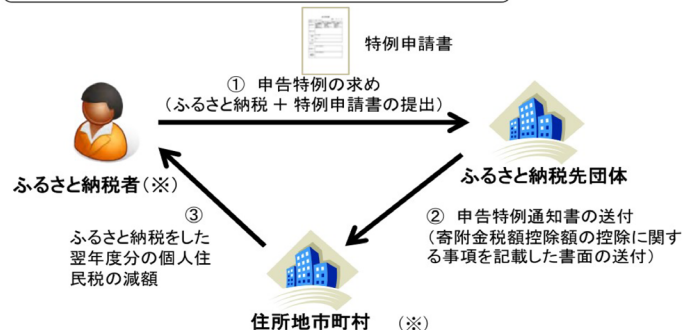 特例申請書
① 申告特例の求め
（ふるさと納税 ＋ 特例申請書の提出）
ふるさと納税者（※）
ふるさと納税先団体
③
ふるさと納税をした
翌年度分の個人住
民税の減額
② 申告特例通知書の送付
（寄附金税額控除額の控除に関す
る事項を記載した書面の送付）
住所地市町村 （※）